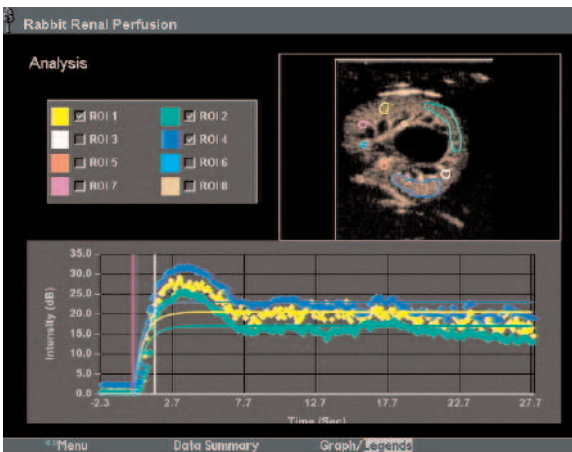 Rabbit Renal Perfusion
Analysis
ROI 1 ROI 2
ROI 3 ROI 4
ROI 5 ROI 6
ROI 7 ROI 8
Intensity (dB)
35.0
30.0
25.0
20.0
15.0
10.0
5.0
0.0
-2.3 2.7 7.7 12.7 17.7 22.7 27.7
Time (Sec)
Menu Data Summary Graph/Legends